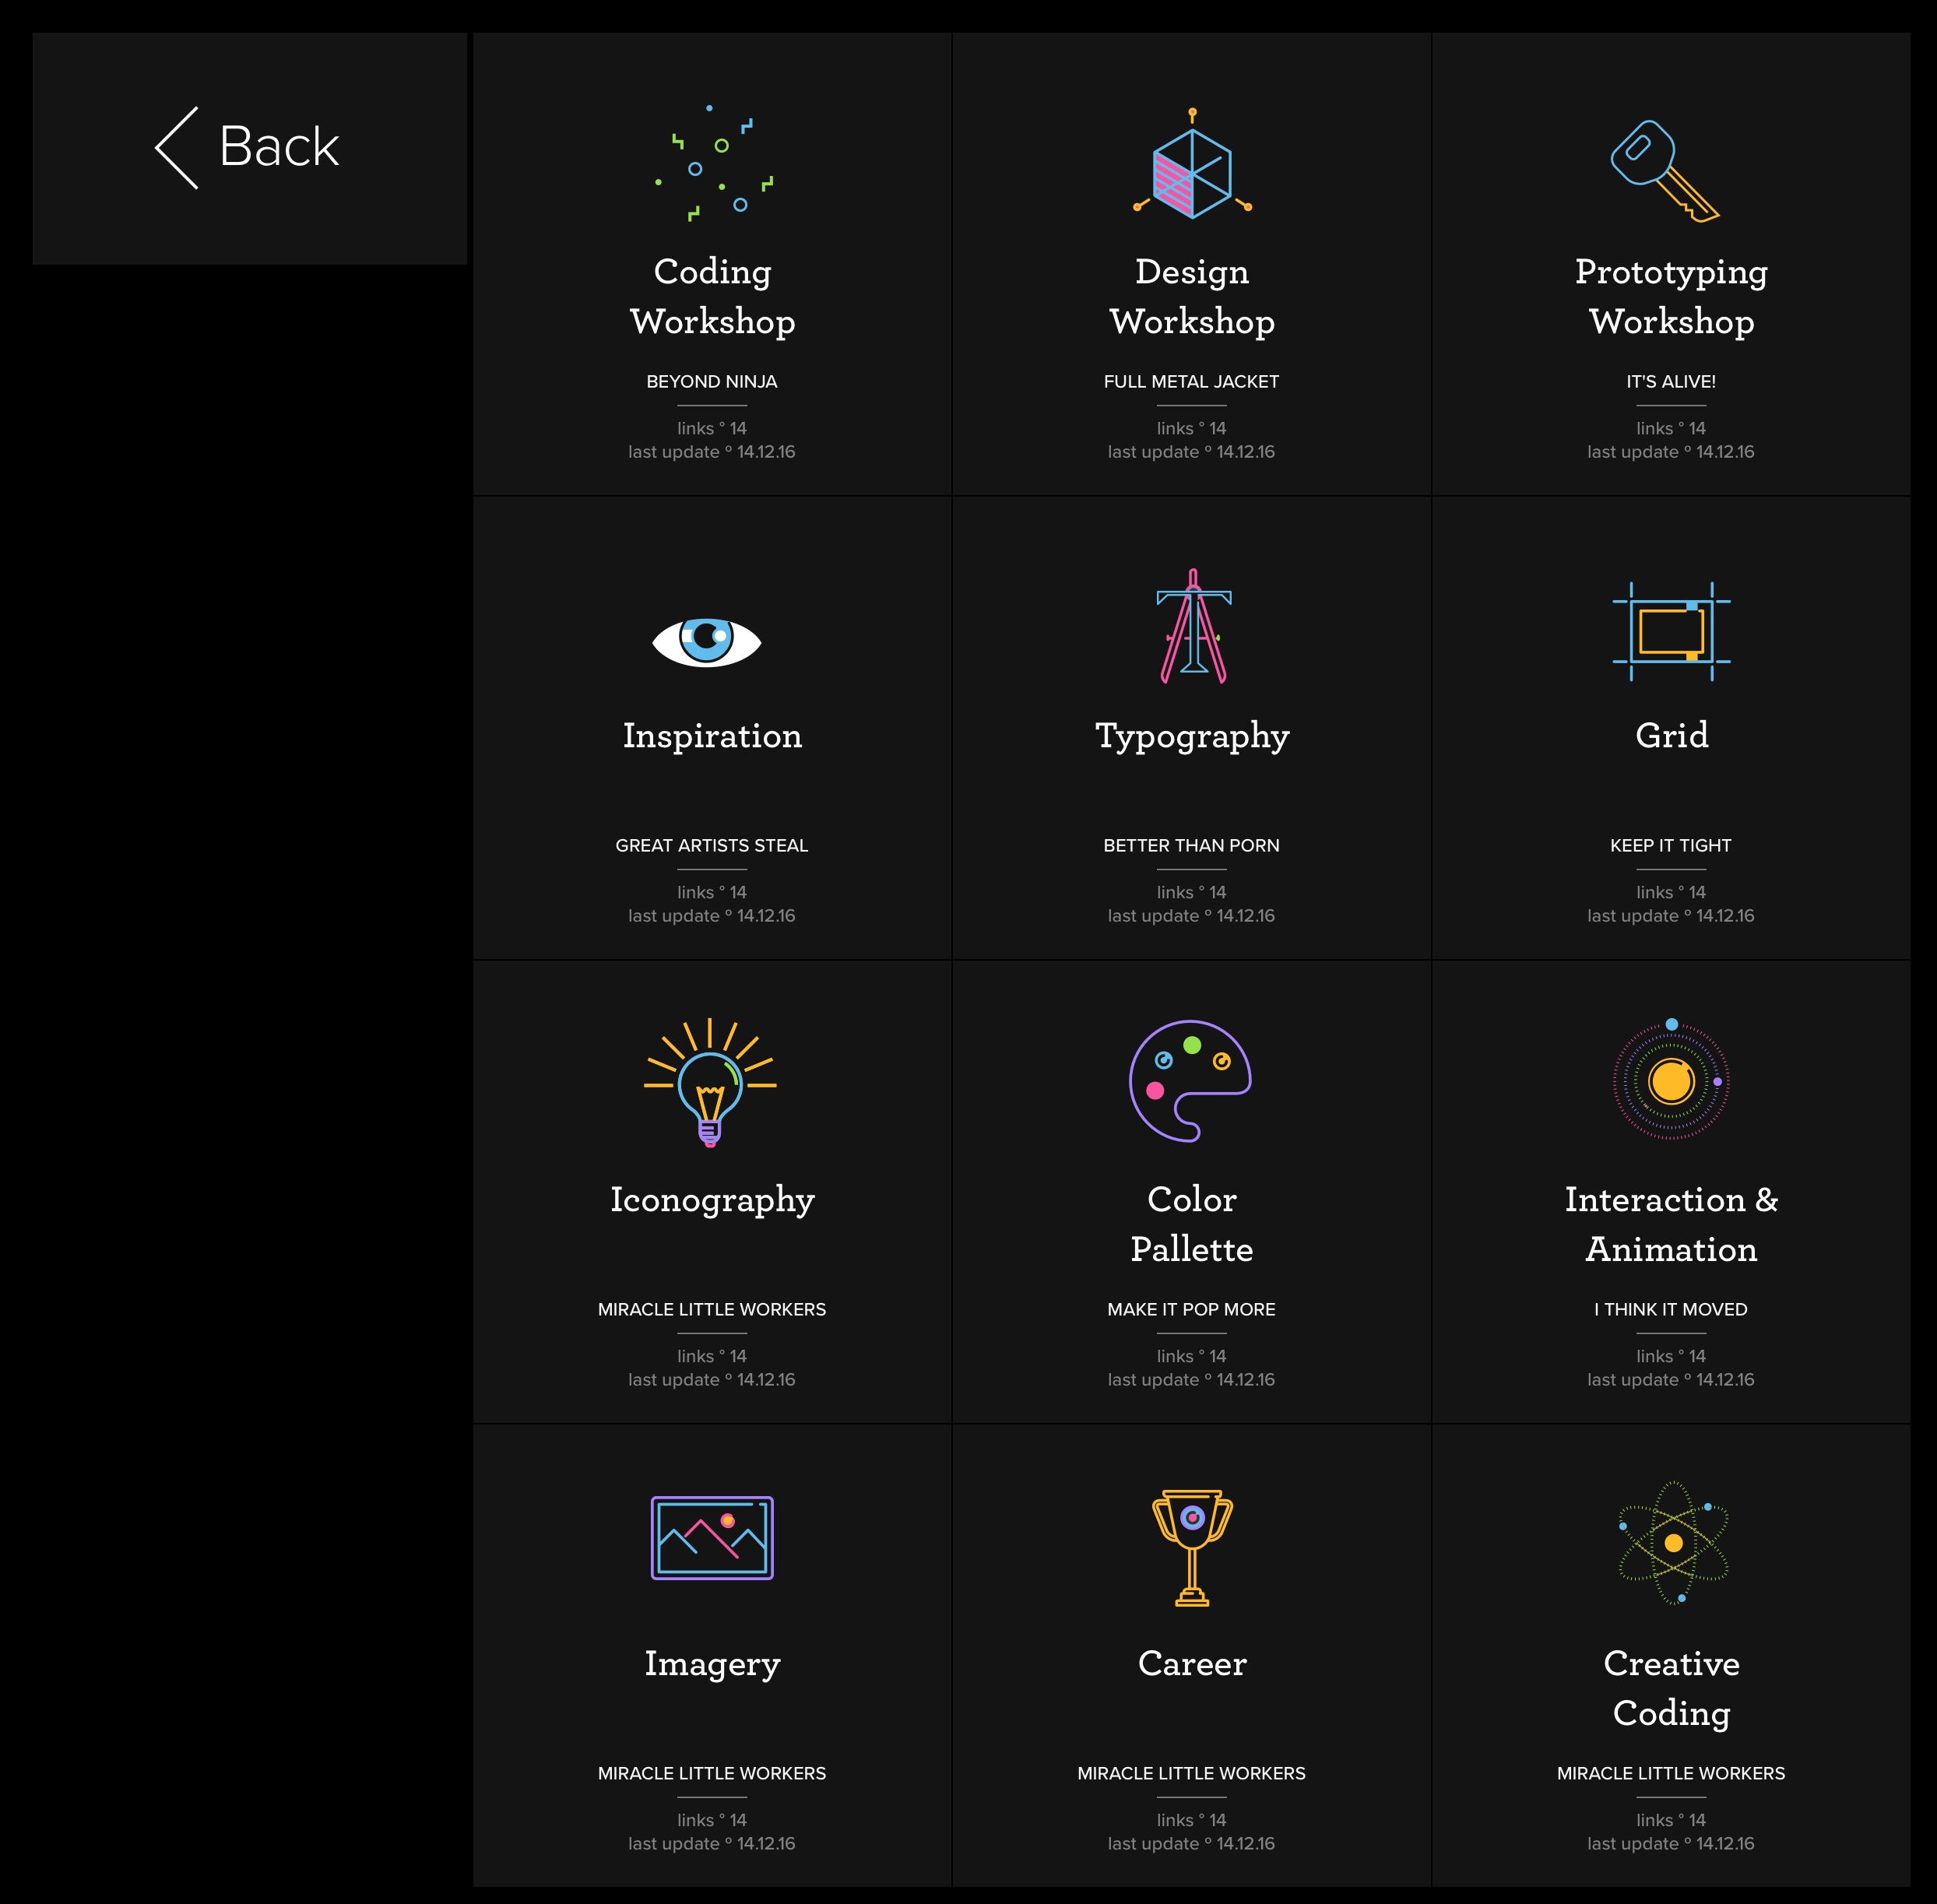 Back
Coding
Workshop
BEYOND NINJA
links ° 14
last update º 14.12.16
Design
Workshop
FULL METAL JACKET
links ° 14
last update º 14.12.16
Prototyping
Workshop
IT'S ALIVE!
links ° 14
last update º 14.12.16
Inspiration
GREAT ARTISTS STEAL
links ° 14
last update º 14.12.16
Typography
BETTER THAN PORN
links ° 14
last update º 14.12.16
Grid
KEEP IT TIGHT
links ° 14
last update º 14.12.16
Iconography
MIRACLE LITTLE WORKERS
links ° 14
last update º 14.12.16
Color
Pallette
MAKE IT POP MORE
links ° 14
last update º 14.12.16
Interaction &
Animation
I THINK IT MOVED
links ° 14
last update º 14.12.16
Imagery
MIRACLE LITTLE WORKERS
links ° 14
last update º 14.12.16
Career
MIRACLE LITTLE WORKERS
links ° 14
last update º 14.12.16
Creative
Coding
MIRACLE LITTLE WORKERS
links ° 14
last update º 14.12.16